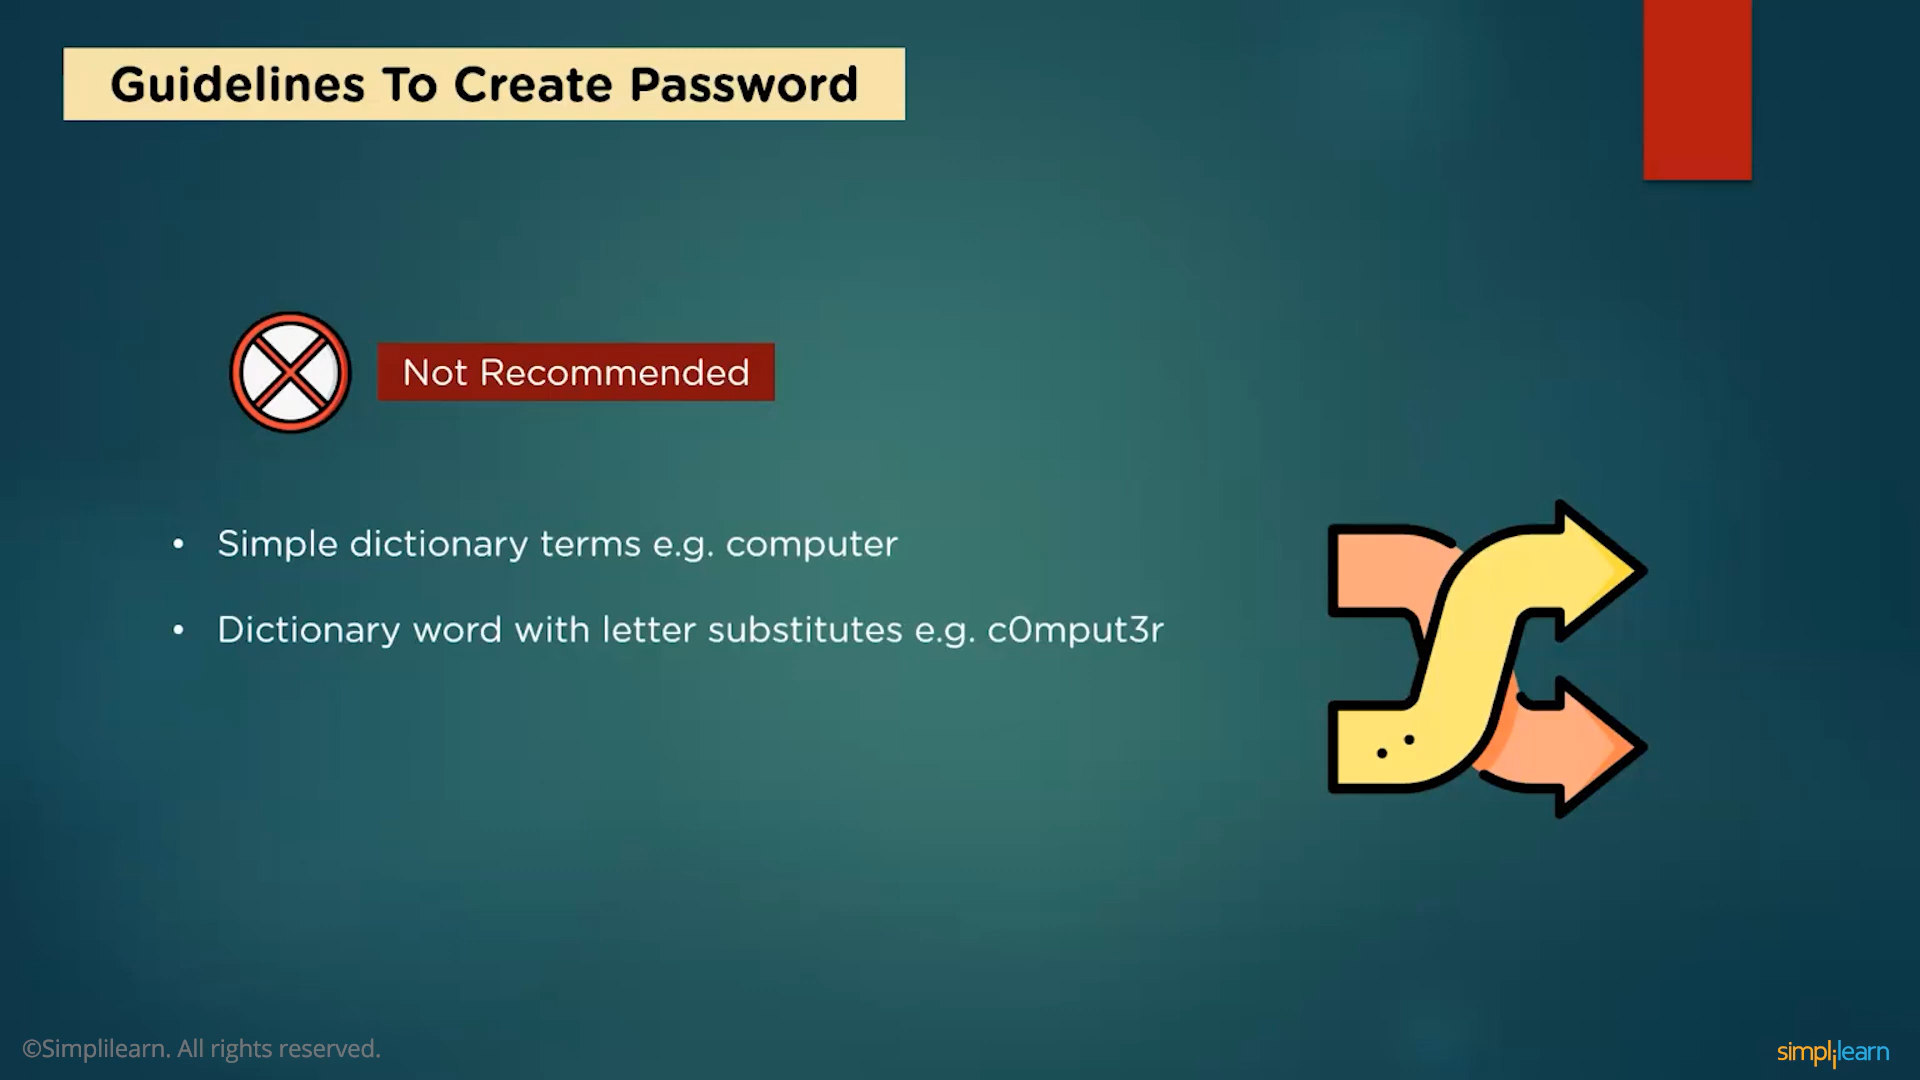 Guidelines To Create Password
Not Recommended
• Simple dictionary terms e.g. computer
• Dictionary word with letter substitutes e.g. c0mput3r
©Simplilearn. All rights reserved.
simplilearn